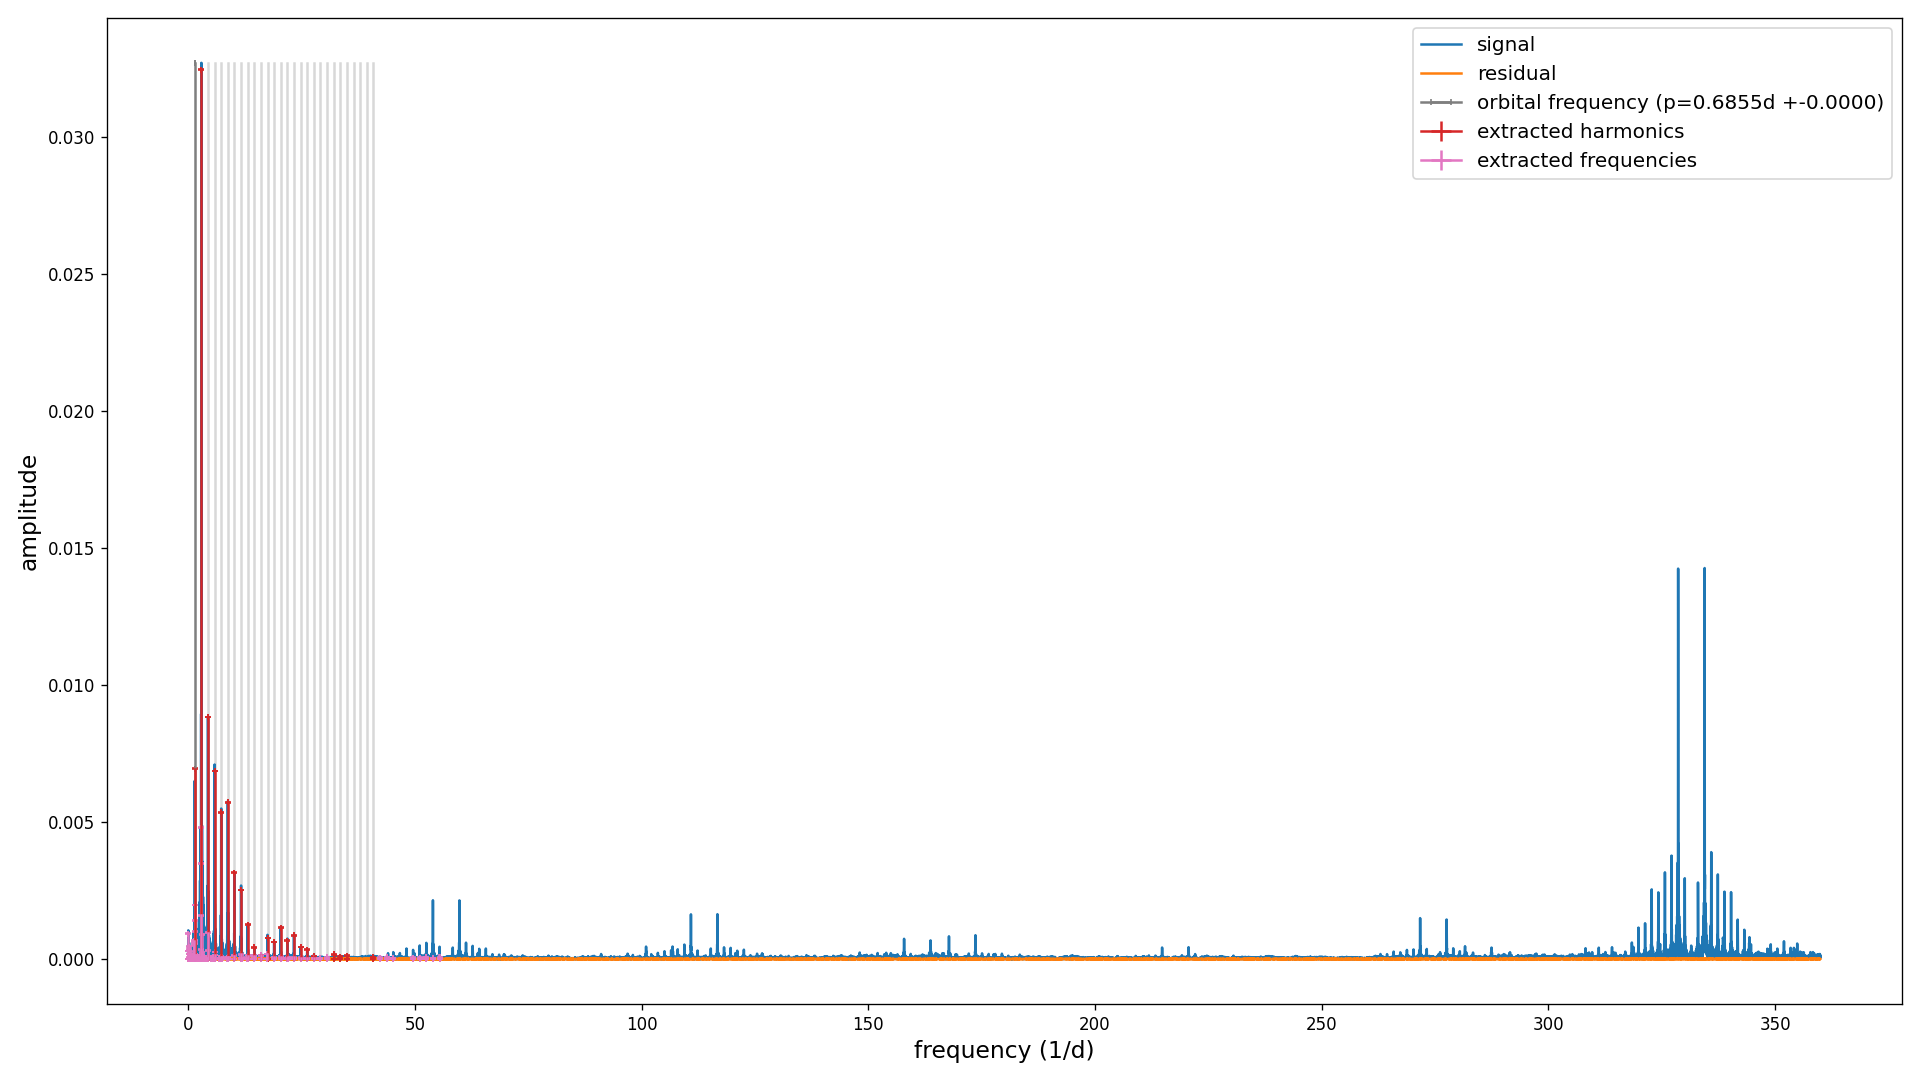 signal
residual
orbital frequency (p=0.6855d +-0.0000)
extracted harmonics
extracted frequencies
0.030
0.025
0.020
0.015
0.010
0.005
0.000
amplitude
0 50 100 150 200 250 300 350
frequency (1/d)